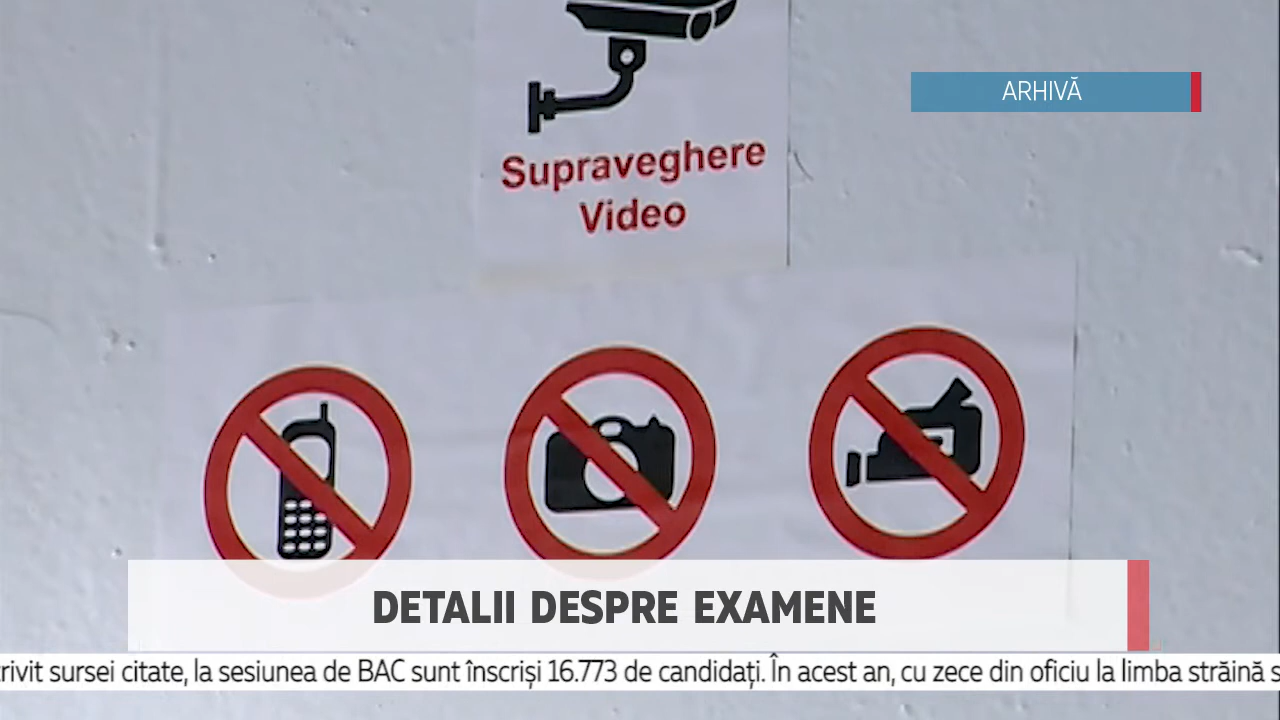 ARHIVĂ
Supraveghere
Video
DETALII DESPRE EXAMENE
sursei citate, la sesiunea de BAC sunt înscriși 16.773 de candidați. În acest an, cu zece din oficiu la limba străină